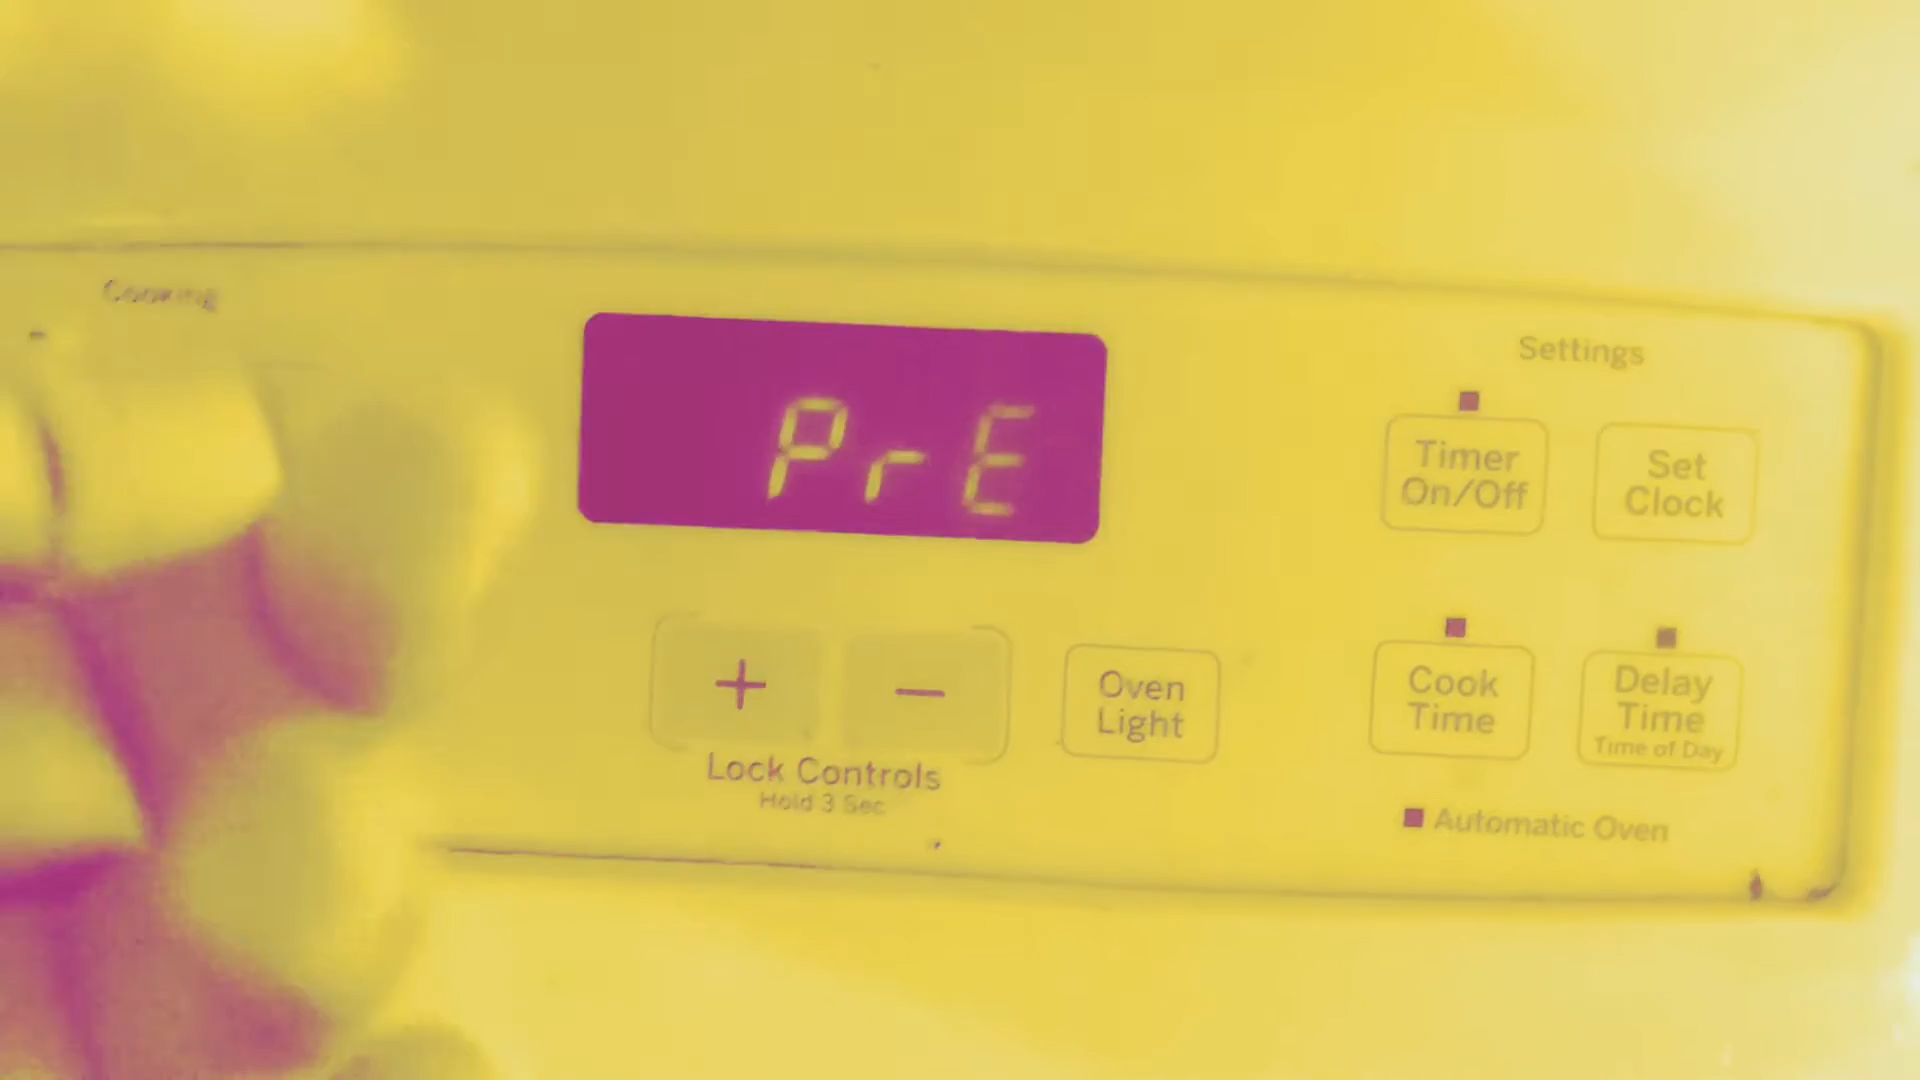 Cooking
PrE
Settings
Timer
On/Off
Set
Clock
+
−
Oven
Light
Lock Controls
Hold 3 Sec
Cook
Time
Delay
Time
Time of Day
Automatic Oven